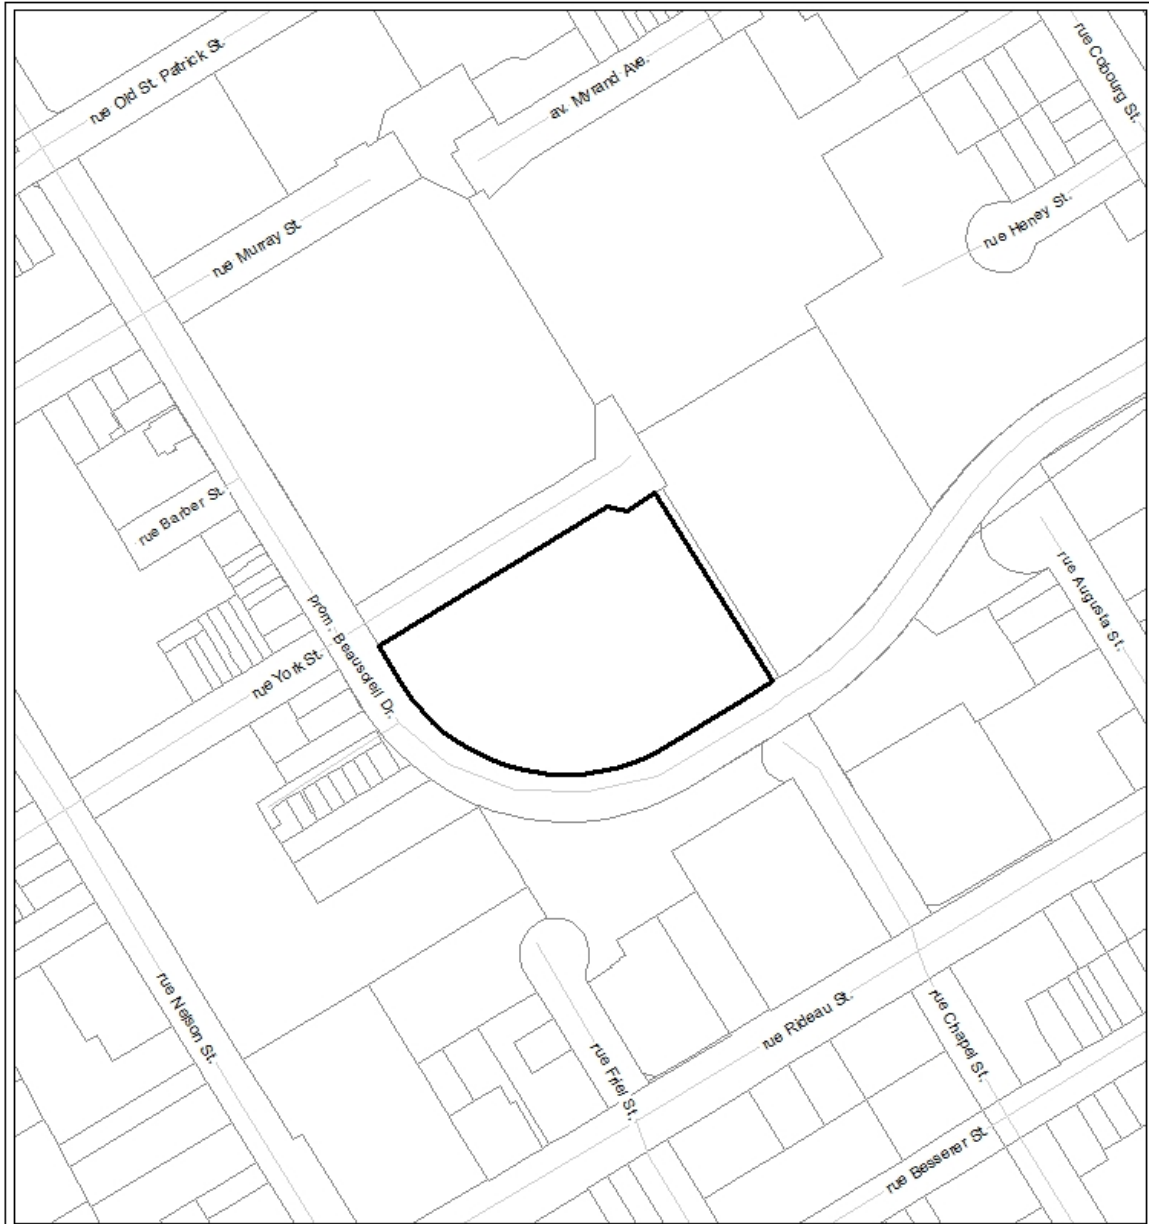 rue Old St. Patrick St.
av. Myrand Ave.
rue Cobourg St.
rue Murray St.
rue Heney St.
rue Barber St.
prom. Beausoleil Dr.
rue York St.
rue Augusta St.
rue Nelson St.
rue Rideau St.
rue Chapel St.
rue Friel St.
rue Besserer St.